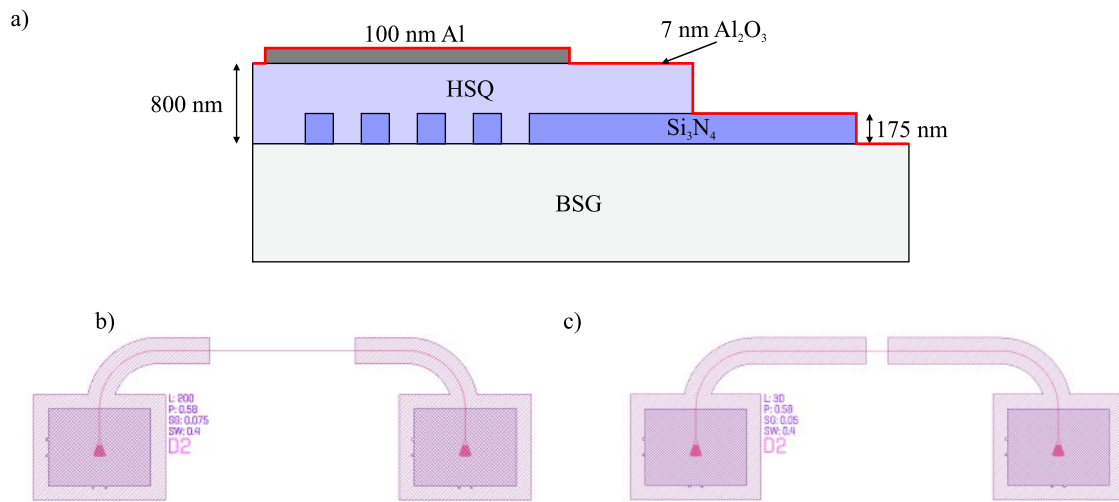 a)
100 nm Al
7 nm Al₂O₃
800 nm
HSQ
Si₃N₄
175 nm
BSG
b)
L: 200
P: 0.58
SG: 0.075
SW: 0.4
D2
c)
L: 30
P: 0.58
SG: 0.05
SW: 0.4
D2